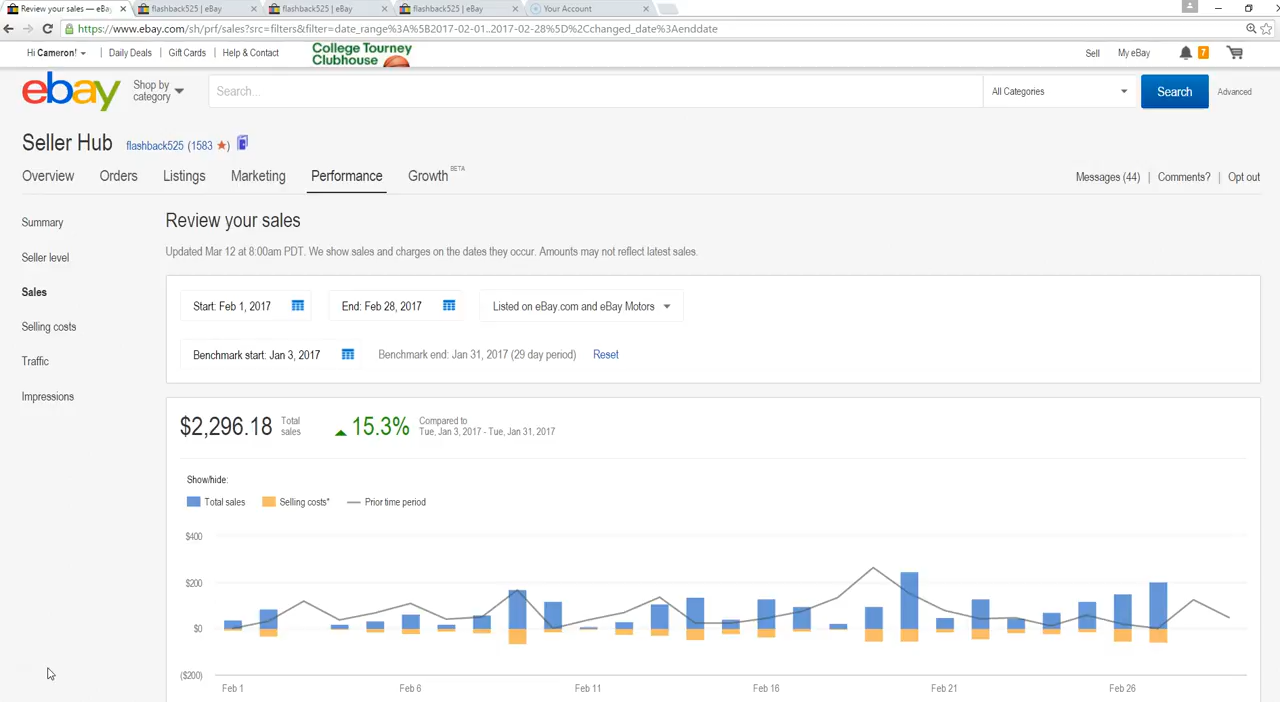 Review your sales — eBay
flashback525 | eBay
flashback525 | eBay
flashback525 | eBay
Your Account
https://www.ebay.com/sh/prf/sales?src=filters&filter=date_range%3A%5B2017-02-01..2017-02-28%5D%2Cchanged_date%3Aenddate
Hi Cameron! | Daily Deals | Gift Cards | Help & Contact
College Tourney
Clubhouse
Sell My eBay 7
ebay
Shop by
category
Search...
All Categories
Search
Advanced
Seller Hub flashback525 (1583 ★)
Overview Orders Listings Marketing Performance Growth BETA
Messages (44) | Comments? | Opt out
Summary
Seller level
Sales
Selling costs
Traffic
Impressions
Review your sales
Updated Mar 12 at 8:00am PDT. We show sales and charges on the dates they occur. Amounts may not reflect latest sales.
Start: Feb 1, 2017 End: Feb 28, 2017 Listed on eBay.com and eBay Motors
Benchmark start: Jan 3, 2017 Benchmark end: Jan 31, 2017 (29 day period) Reset
$2,296.18 Total
sales
15.3% Compared to
Tue, Jan 3, 2017 - Tue, Jan 31, 2017
Show/hide:
Total sales Selling costs* Prior time period
$400
$200
$0
($200)
Feb 1 Feb 6 Feb 11 Feb 16 Feb 21 Feb 26